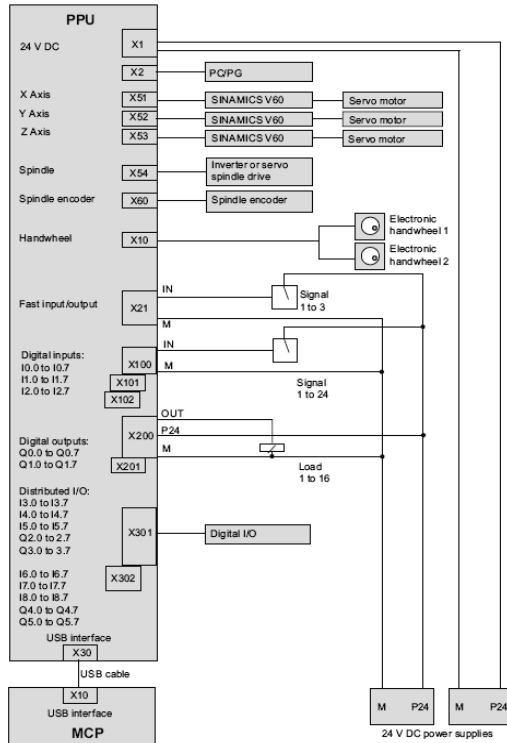 PPU
24 V DC
X1
X2
PC/PG
X Axis
X51
SINAMICS V60
Servo motor
Y Axis
X52
SINAMICS V60
Servo motor
Z Axis
X53
SINAMICS V60
Servo motor
Spindle
X54
Inverter or servo
spindle drive
Spindle encoder
X60
Spindle encoder
Handwheel
X10
Electronic
handwheel 1
Electronic
handwheel 2
Fast input/output
X21
IN
M
Signal
1 to 3
Digital inputs:
I0.0 to I0.7
I1.0 to I1.7
I2.0 to I2.7
X100
X101
X102
IN
M
Signal
1 to 24
Digital outputs:
Q0.0 to Q0.7
Q1.0 to Q1.7
X200
X201
OUT
P24
M
Load
1 to 16
Distributed I/O:
I3.0 to I3.7
I4.0 to I4.7
I5.0 to I5.7
Q2.0 to 2.7
Q3.0 to 3.7
X301
Digital I/O
X302
I6.0 to I6.7
I7.0 to I7.7
I8.0 to I8.7
Q4.0 to Q4.7
Q5.0 to Q5.7
USB interface
X30
USB cable
X10
USB interface
MCP
M P24
M P24
24 V DC power supplies